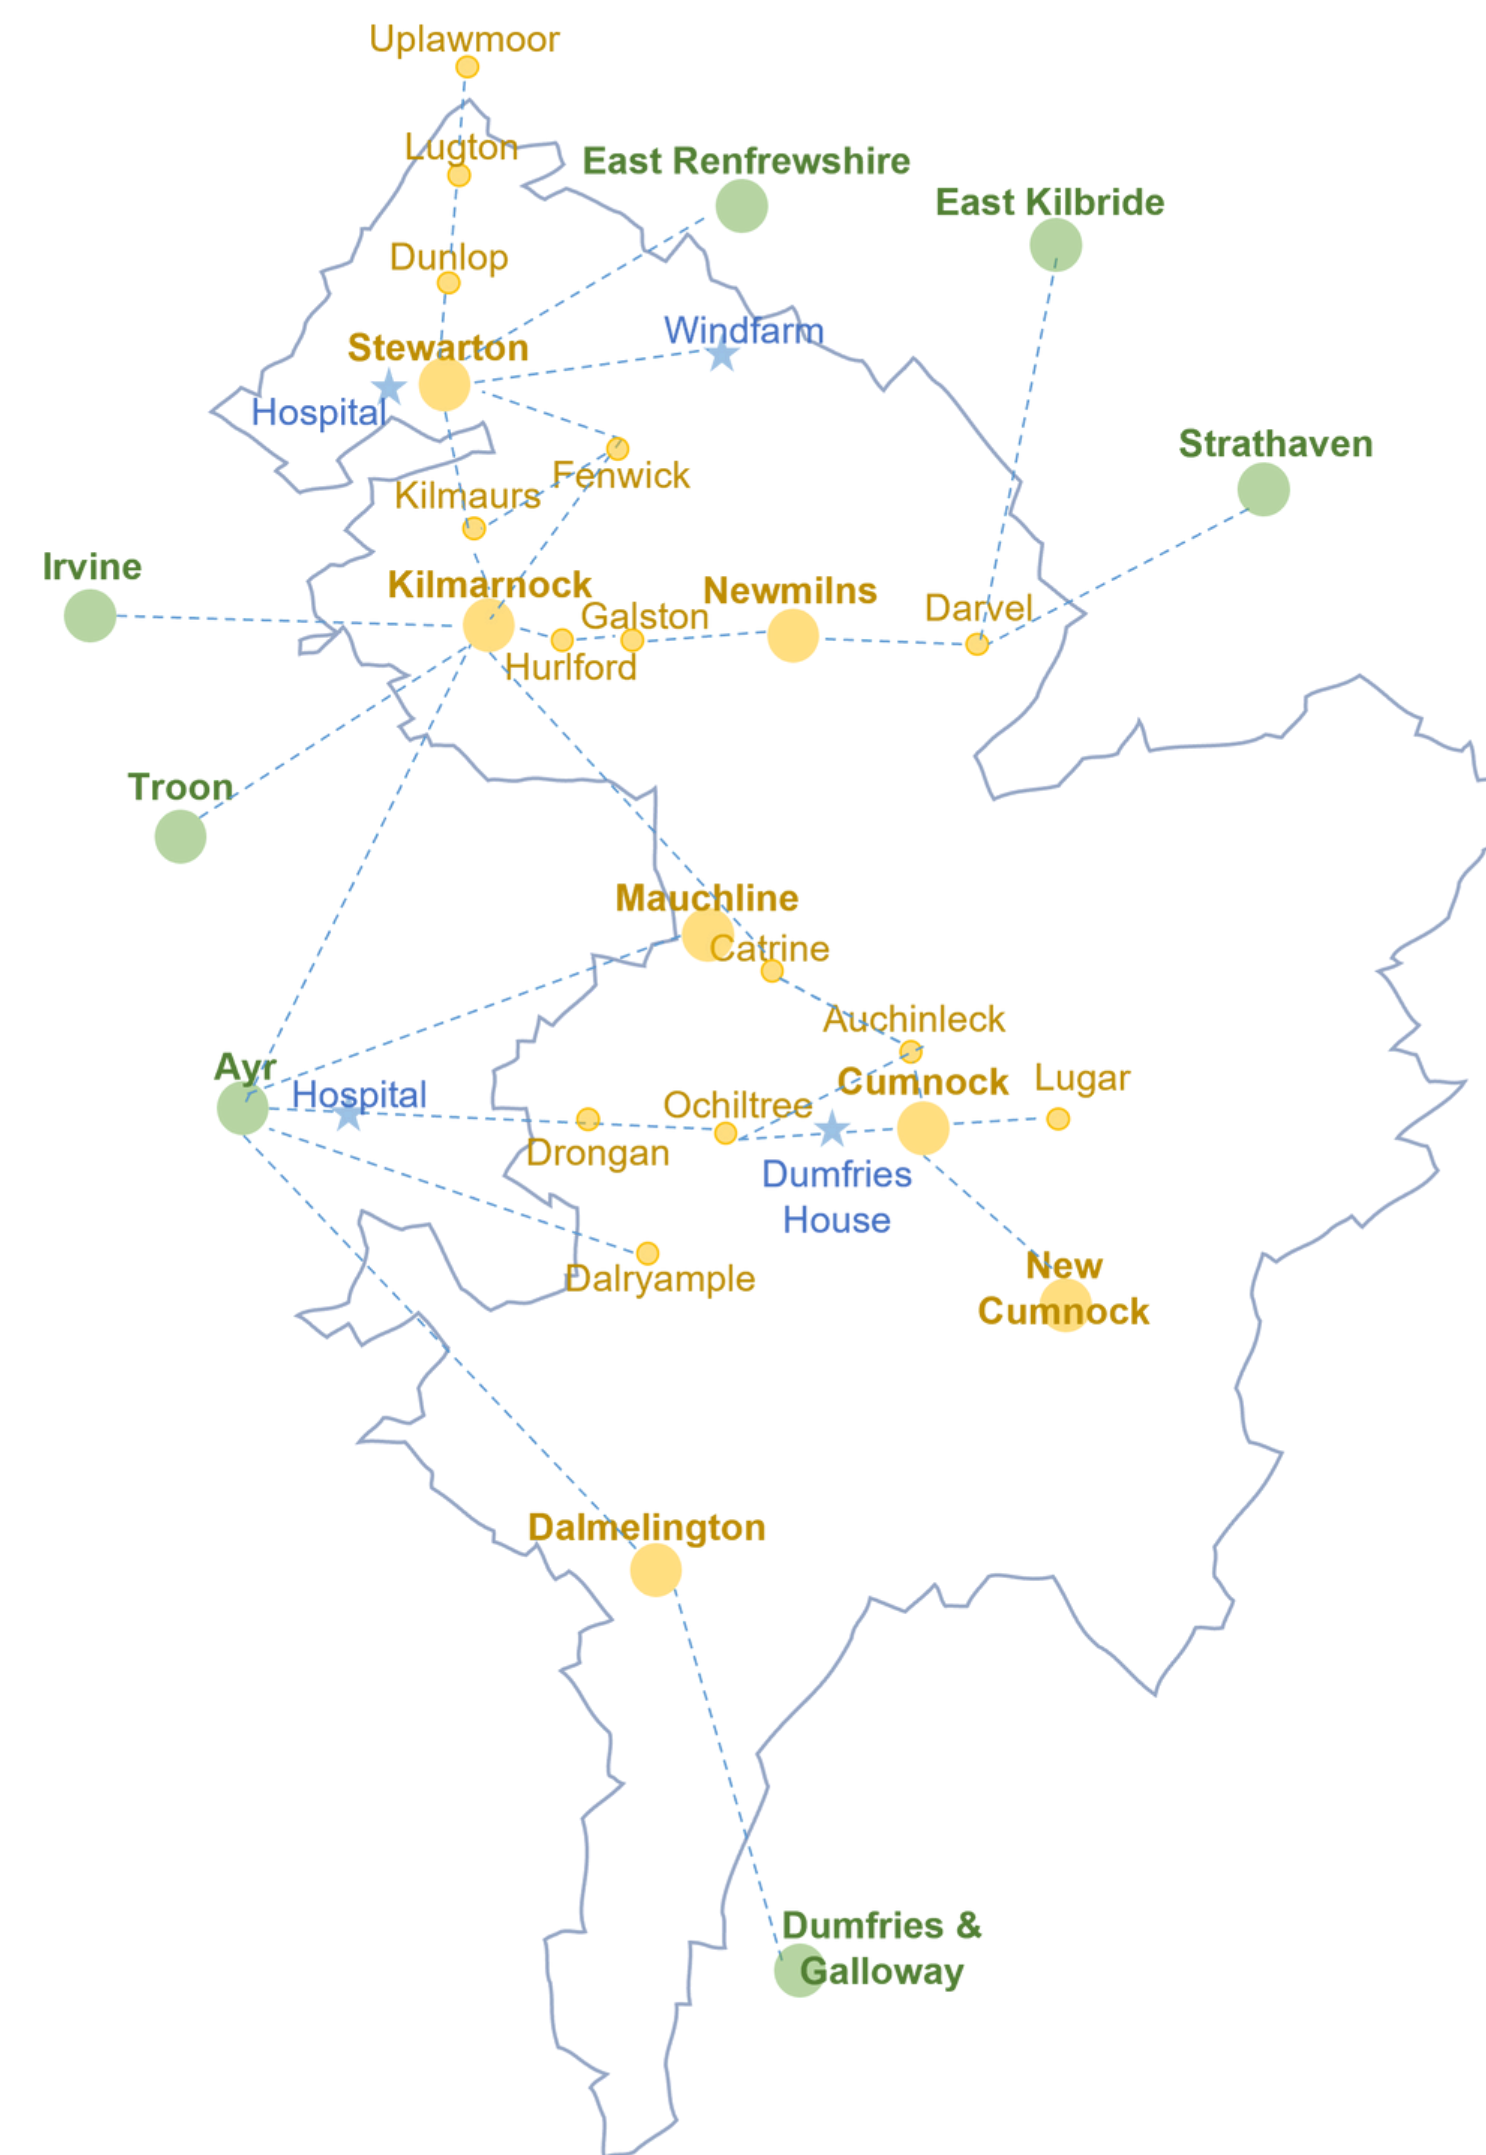 Uplawmoor
Lugton
East Renfrewshire
East Kilbride
Dunlop
Windfarm
Stewarton
Hospital
Strathaven
Fenwick
Kilmaurs
Irvine
Kilmarnock
Newmilns
Galston
Darvel
Hurlford
Troon
Mauchline
Catrine
Auchinleck
Ayr
Cumnock
Lugar
Hospital
Ochiltree
Drongan
Dumfries
House
New
Dalryample
Cumnock
Dalmelington
Dumfries &
Galloway